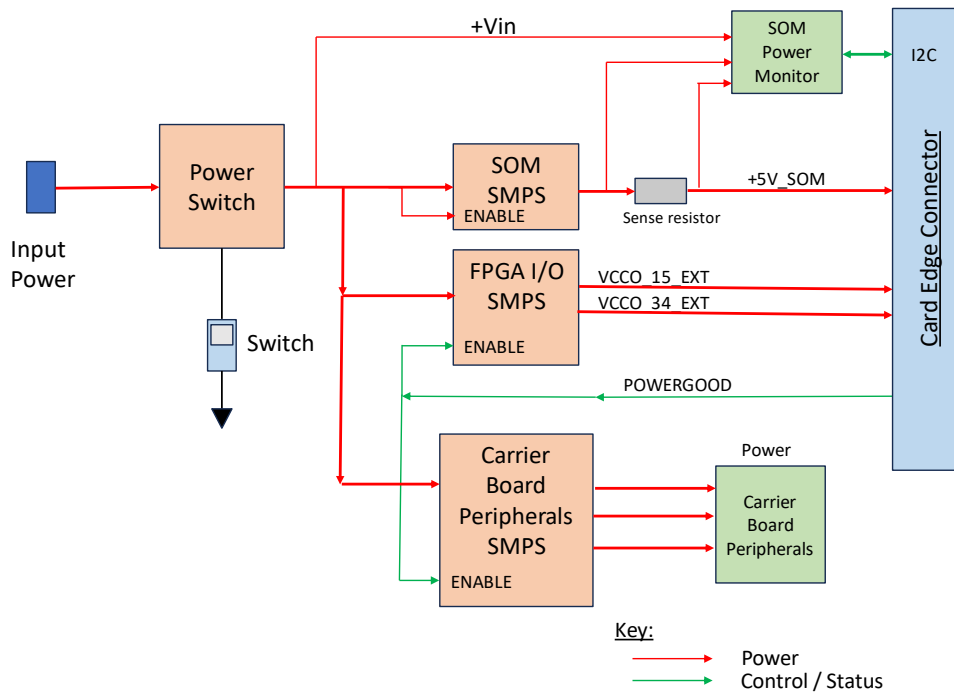 +Vin
SOM
Power
Monitor
I2C
Power
Switch
SOM
SMPS
ENABLE
Sense resistor
+5V_SOM
Input
Power
FPGA I/O
SMPS
ENABLE
VCCO_15_EXT
VCCO_34_EXT
Card Edge Connector
Switch
POWERGOOD
Carrier
Board
Peripherals
SMPS
ENABLE
Power
Carrier
Board
Peripherals
Key:
Power
Control / Status